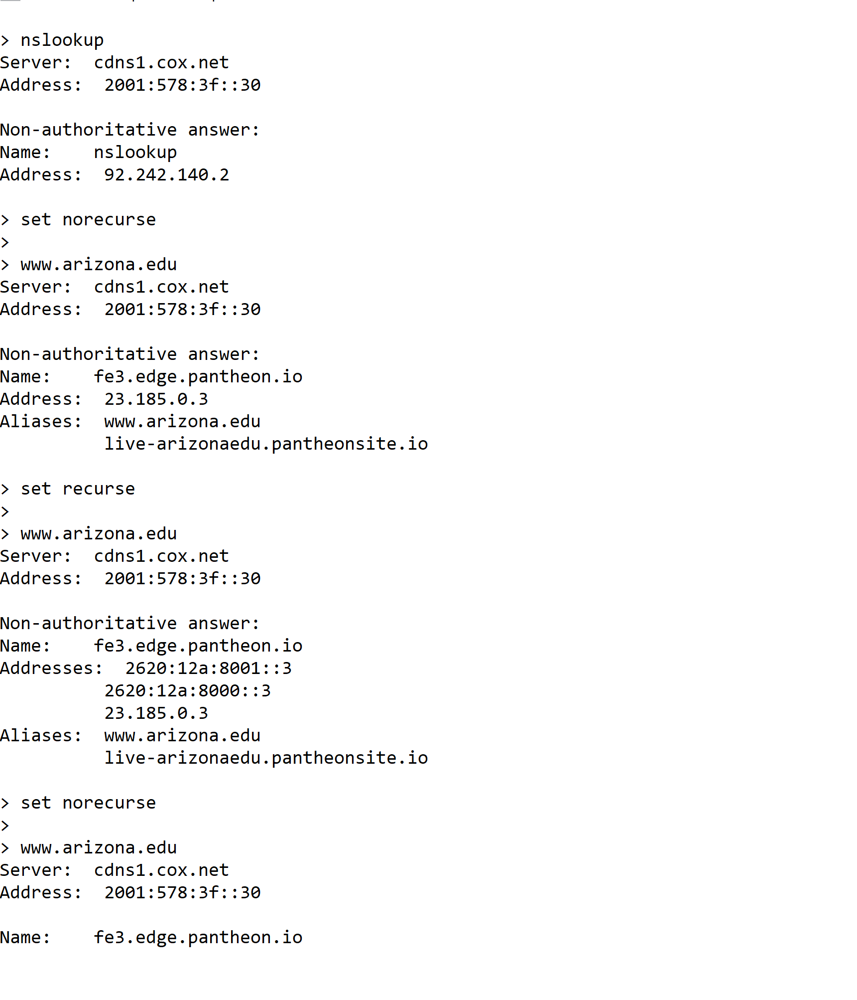 > nslookup
Server:  cdns1.cox.net
Address:  2001:578:3f::30
Non-authoritative answer:
Name:    nslookup
Address:  92.242.140.2
> set norecurse
>
> www.arizona.edu
Server:  cdns1.cox.net
Address:  2001:578:3f::30
Non-authoritative answer:
Name:    fe3.edge.pantheon.io
Address:  23.185.0.3
Aliases:  www.arizona.edu
          live-arizonaedu.pantheonsite.io
> set recurse
>
> www.arizona.edu
Server:  cdns1.cox.net
Address:  2001:578:3f::30
Non-authoritative answer:
Name:    fe3.edge.pantheon.io
Addresses:  2620:12a:8001::3
          2620:12a:8000::3
          23.185.0.3
Aliases:  www.arizona.edu
          live-arizonaedu.pantheonsite.io
> set norecurse
>
> www.arizona.edu
Server:  cdns1.cox.net
Address:  2001:578:3f::30
Name:    fe3.edge.pantheon.io